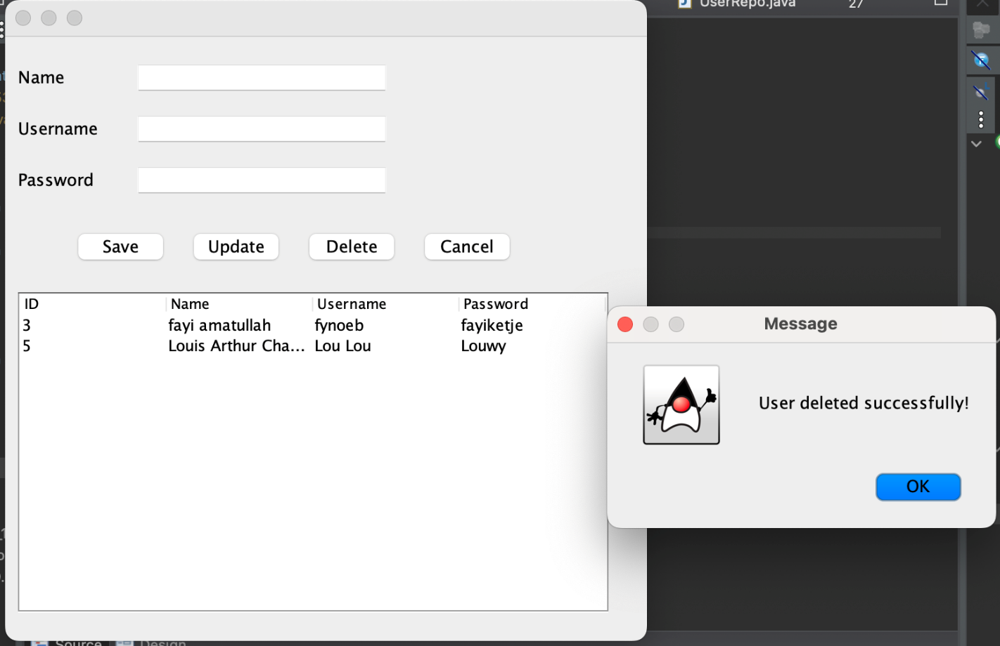 UserRepo.java 27
Name
Username
Password
Save Update Delete Cancel
ID Name Username Password
3 fayi amatullah fynoeb fayiketje
5 Louis Arthur Cha... Lou Lou Louwy
Message
User deleted successfully!
OK
Source Design